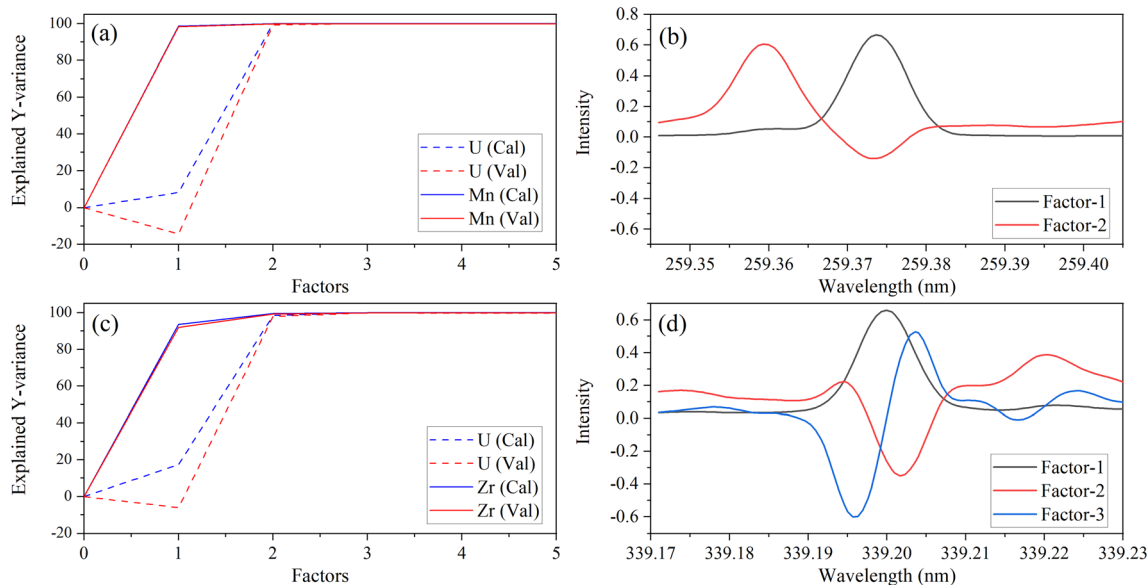 (a)
Explained Y-variance
100
80
60
40
20
0
-20
0
1
2
3
4
5
Factors
U (Cal)
U (Val)
Mn (Cal)
Mn (Val)
(b)
Intensity
0.8
0.6
0.4
0.2
0.0
-0.2
-0.4
-0.6
259.35
259.36
259.37
259.38
259.39
259.40
Wavelength (nm)
Factor-1
Factor-2
(c)
Explained Y-variance
100
80
60
40
20
0
-20
0
1
2
3
4
5
Factors
U (Cal)
U (Val)
Zr (Cal)
Zr (Val)
(d)
Intensity
0.6
0.4
0.2
0.0
-0.2
-0.4
-0.6
339.17
339.18
339.19
339.20
339.21
339.22
339.23
Wavelength (nm)
Factor-1
Factor-2
Factor-3